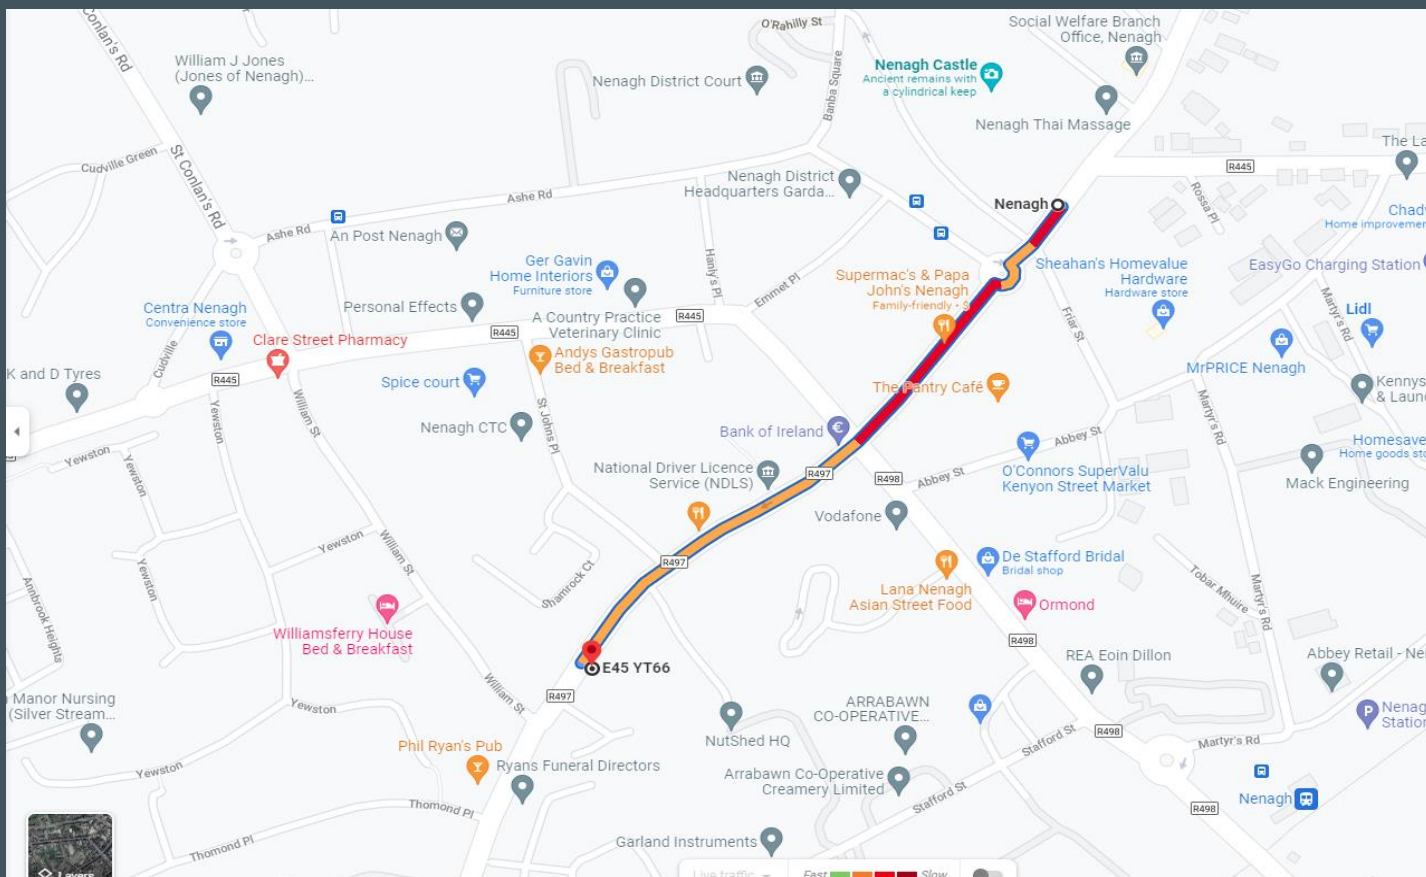 O'Rahilly St
Social Welfare Branch
Office, Nenagh
Conlan's Rd
William J Jones
(Jones of Nenagh)...
Nenagh District Court
Banba Square
Nenagh Castle
Ancient remains with
a cylindrical keep
Nenagh Thai Massage
The La
Cudville Green
St Conlan's Rd
R445
Nenagh District
Headquarters Garda...
Rossa Pl
Ashe Rd
Nenagh
Chadw
Home improvemen
Ashe Rd
An Post Nenagh
Hanly's Pl
Ger Gavin
Home Interiors
Furniture store
Emmet Pl
Supermac's & Papa
John's Nenagh
Family-friendly - $
Sheahan's Homevalue
Hardware
Hardware store
EasyGo Charging Station
Centra Nenagh
Convenience store
Personal Effects
A Country Practice
Veterinary Clinic
R445
R445
Friar St
Martyr's Rd
Lidl
Clare Street Pharmacy
Cudville
Andys Gastropub
Bed & Breakfast
MrPRICE Nenagh
K and D Tyres
R445
Spice court
The Pantry Café
Kennys
& Laun
Yewston
William St
St Johns Pl
Nenagh CTC
Bank of Ireland
Abbey St
Martyr's Rd
Homesave
Home goods sto
Yewston
Yewston
National Driver Licence
Service (NDLS)
R497
R498
Abbey St
O'Connors SuperValu
Kenyon Street Market
Mack Engineering
Vodafone
Yewston
William St
R497
De Stafford Bridal
Bridal shop
Yewston
Shamrock Ct
Lana Nenagh
Asian Street Food
Ormond
Tobar Mhuire
Martyr's Rd
Annbrook Heights
Williamsferry House
Bed & Breakfast
R498
E45 YT66
REA Eoin Dillon
Abbey Retail - Ne
William St
R497
Manor Nursing
(Silver Stream...
Yewston
ARRABAWN
CO-OPERATIVE...
Nenag
Station
NutShed HQ
Stafford St
R498
Martyr's Rd
Phil Ryan's Pub
Yewston
Ryans Funeral Directors
Arrabawn Co-Operative
Creamery Limited
Stafford St
Nenagh
R498
Thomond Pl
Thomond Pl
Garland Instruments
Layers
Live traffic
Fast
Slow